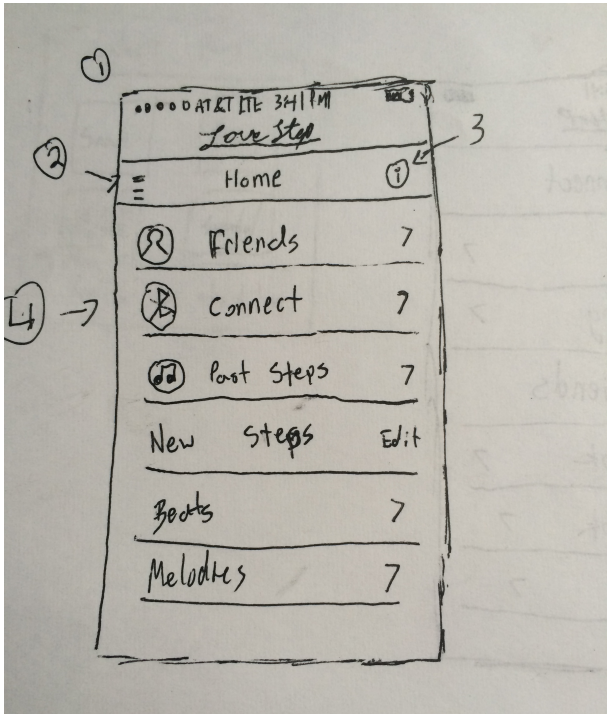 1
AT&T LTE 3:41 PM
Love Step
2
3
Home i
Friends >
4
Connect >
Past Steps >
New Steps Edit
Beats >
Melodies >